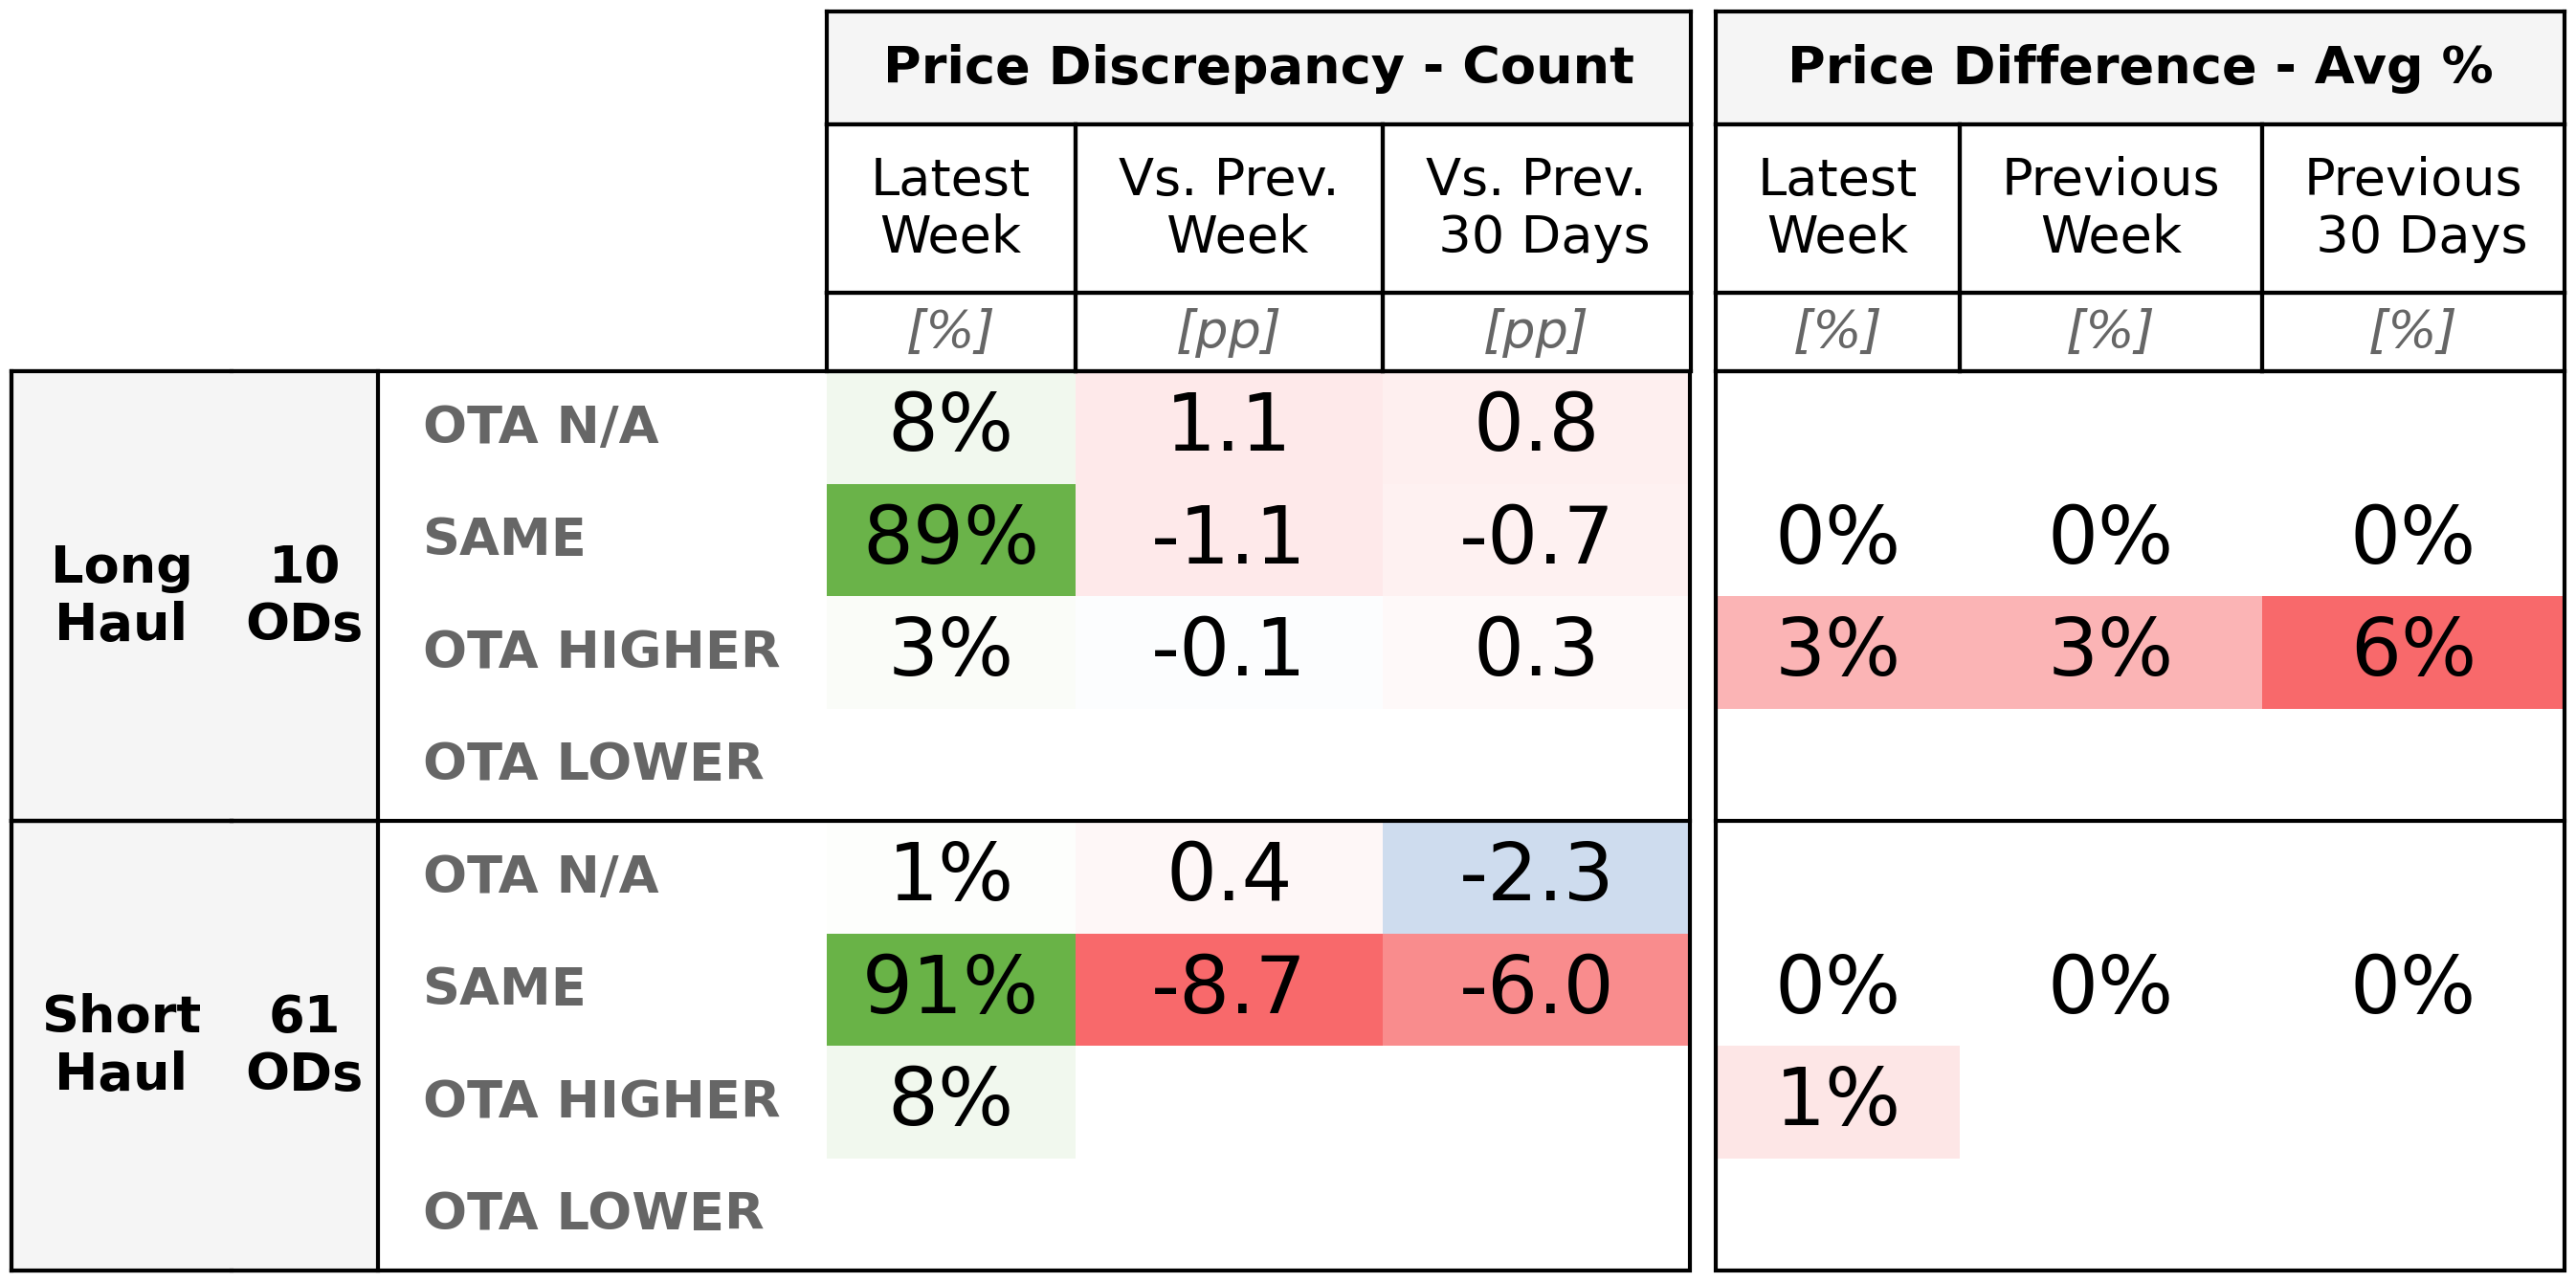 Price Discrepancy - Count Price Difference - Avg %
Latest Week Vs. Prev. Week Vs. Prev. 30 Days Latest Week Previous Week Previous 30 Days
[%] [pp] [pp] [%] [%] [%]
Long Haul 10 ODs
OTA N/A 8% 1.1 0.8
SAME 89% -1.1 -0.7 0% 0% 0%
OTA HIGHER 3% -0.1 0.3 3% 3% 6%
OTA LOWER
Short Haul 61 ODs
OTA N/A 1% 0.4 -2.3
SAME 91% -8.7 -6.0 0% 0% 0%
OTA HIGHER 8% 1%
OTA LOWER